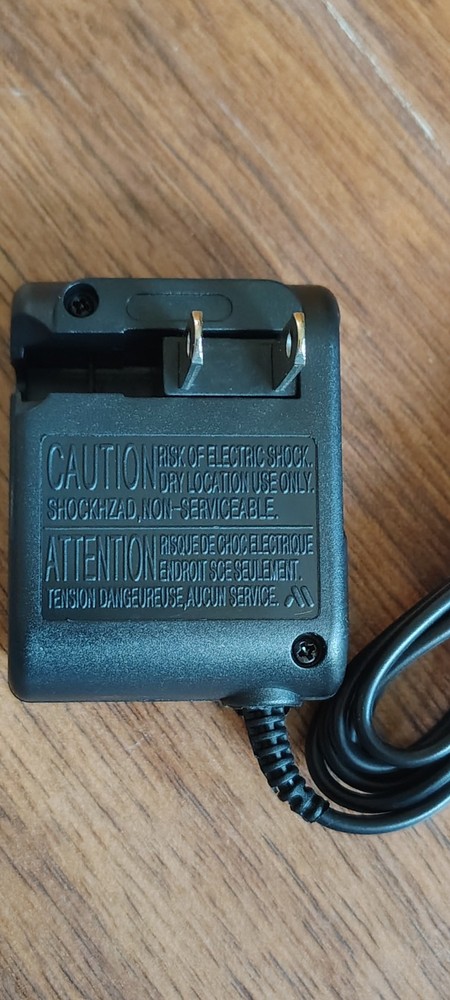 CAUTION RISK OF ELECTRIC SHOCK.
DRY LOCATION USE ONLY.
SHOCKHZAD,NON-SERVICEABLE.
ATTENTION RISQUE DE CHOC ELECTRIQUE
ENDROIT SCE SEULEMENT.
TENSION DANGEUREUSE,AUCUN SERVICE.